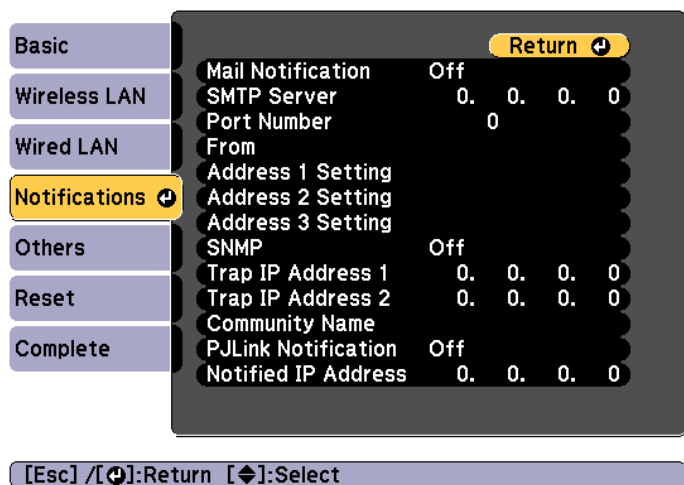 Basic
Wireless LAN
Wired LAN
Notifications
Others
Reset
Complete
Return
Mail Notification Off
SMTP Server 0. 0. 0. 0
Port Number 0
From
Address 1 Setting
Address 2 Setting
Address 3 Setting
SNMP Off
Trap IP Address 1 0. 0. 0. 0
Trap IP Address 2 0. 0. 0. 0
Community Name
PJLink Notification Off
Notified IP Address 0. 0. 0. 0
[Esc] /[⏎]:Return [◆]:Select